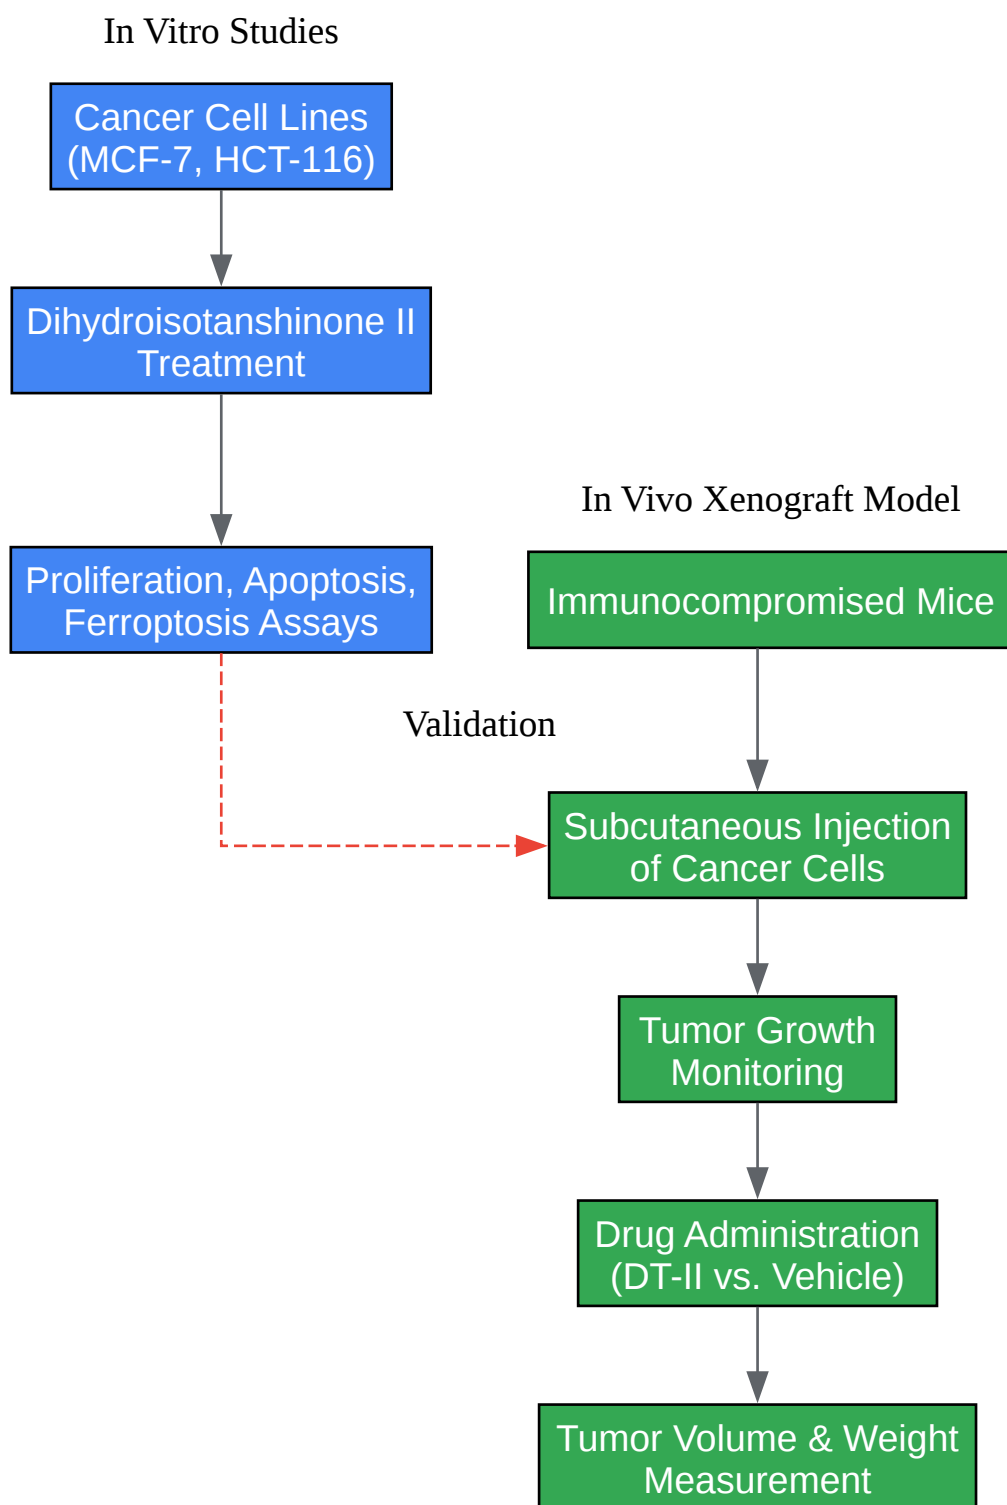 In Vitro Studies
Cancer Cell Lines
(MCF-7, HCT-116)
Dihydroisotanshinone II
Treatment
Proliferation, Apoptosis,
Ferroptosis Assays
In Vivo Xenograft Model
Immunocompromised Mice
Validation
Subcutaneous Injection
of Cancer Cells
Tumor Growth
Monitoring
Drug Administration
(DT-II vs. Vehicle)
Tumor Volume & Weight
Measurement